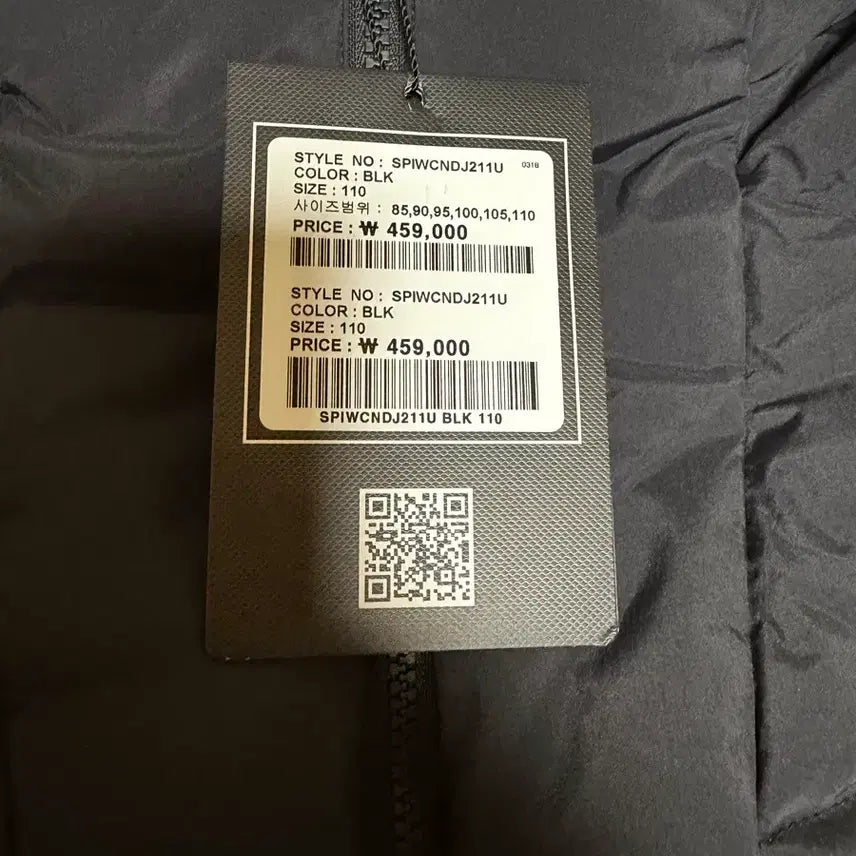 STYLE NO : SPIWCNDJ211U 0318
COLOR : BLK
SIZE : 110
사이즈범위 : 85,90,95,100,105,110
PRICE : ₩ 459,000
STYLE NO : SPIWCNDJ211U
COLOR : BLK
SIZE : 110
PRICE : ₩ 459,000
SPIWCNDJ211U BLK 110